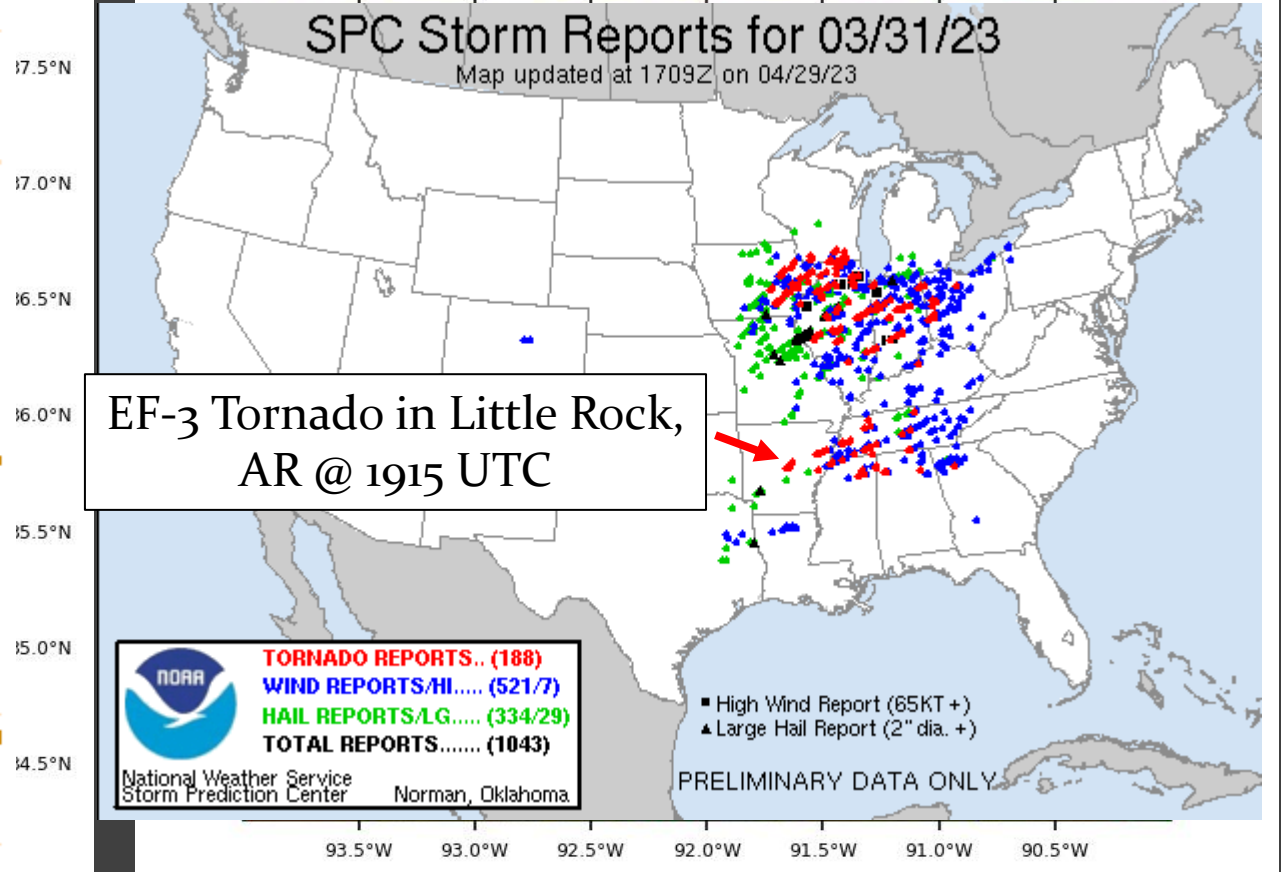 SPC Storm Reports for 03/31/23
Map updated at 1709Z on 04/29/23
37.5°N
37.0°N
36.5°N
36.0°N
35.5°N
35.0°N
34.5°N
EF-3 Tornado in Little Rock,
AR @ 1915 UTC
NOAA
TORNADO REPORTS.. (188)
WIND REPORTS/HI..... (521/7)
HAIL REPORTS/LG..... (334/29)
TOTAL REPORTS....... (1043)
National Weather Service
Storm Prediction Center Norman, Oklahoma
High Wind Report (65KT +)
Large Hail Report (2" dia. +)
PRELIMINARY DATA ONLY
93.5°W 93.0°W 92.5°W 92.0°W 91.5°W 91.0°W 90.5°W